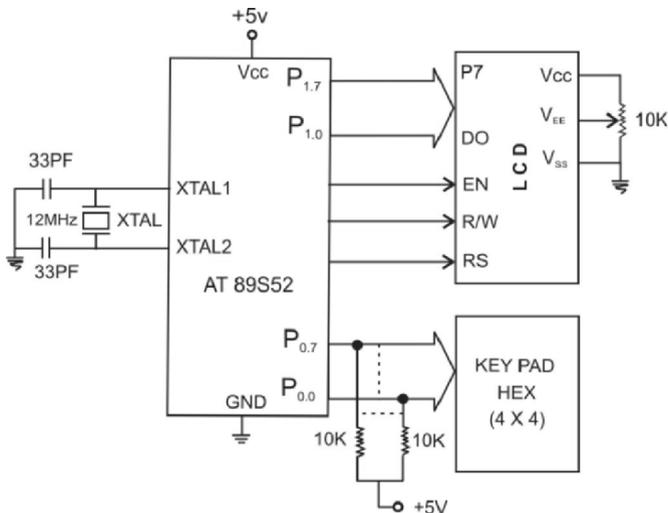 +5v
Vcc
P1.7
P1.0
33PF
12MHz
XTAL
33PF
XTAL1
XTAL2
AT 89S52
P0.7
P0.0
GND
P7
DO
EN
R/W
RS
LCD
Vcc
VEE
Vss
10K
KEY PAD
HEX
(4 X 4)
10K
10K
+5V